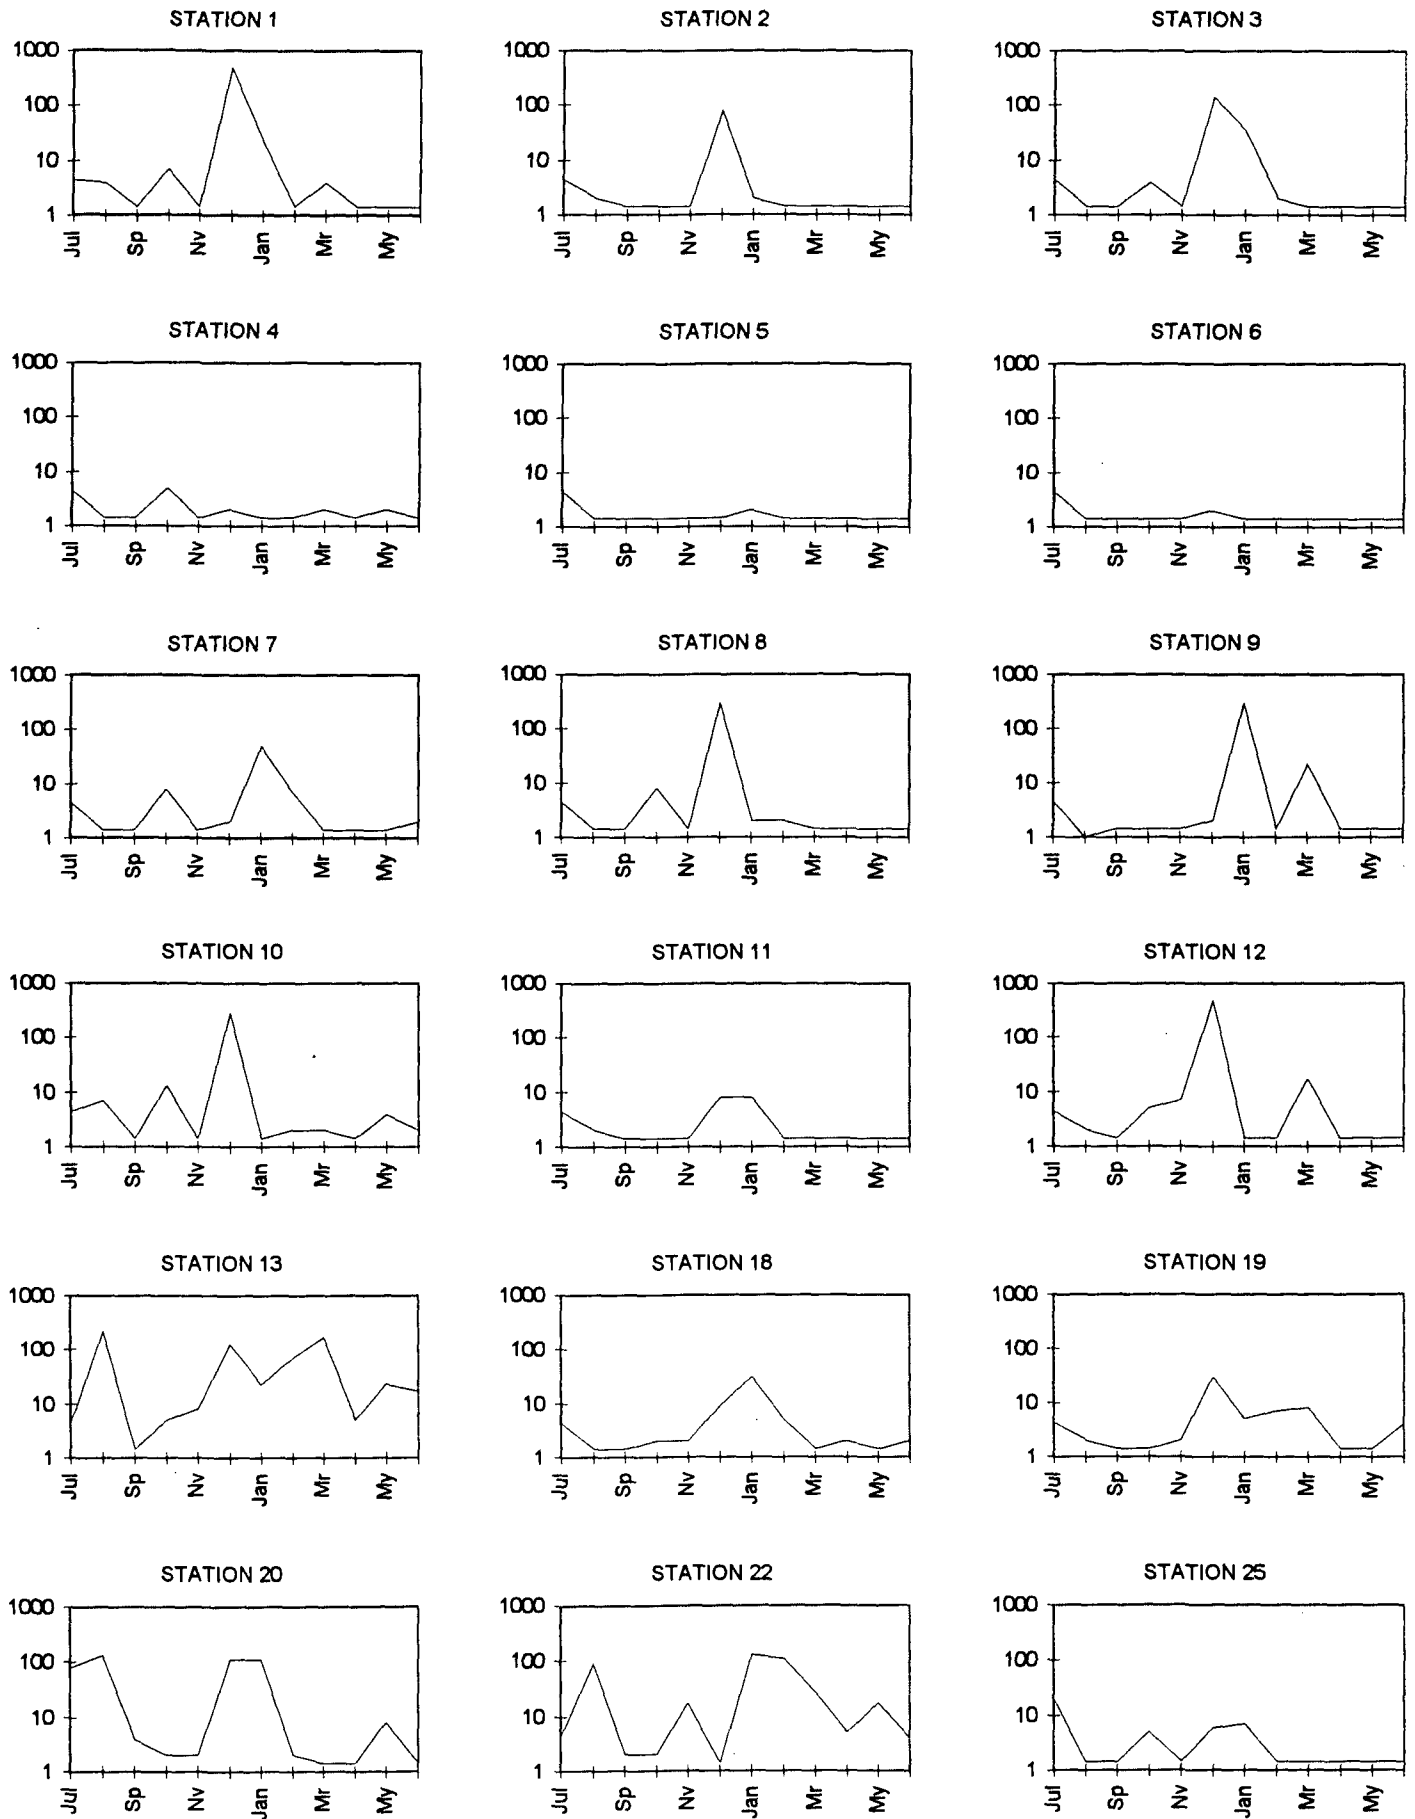 STATION 1
1000
100
10
1
Jul Sp Nv Jan Mr My
STATION 2
1000
100
10
1
Jul Sp Nv Jan Mr My
STATION 3
1000
100
10
1
Jul Sp Nv Jan Mr My
STATION 4
1000
100
10
1
Jul Sp Nv Jan Mr My
STATION 5
1000
100
10
1
Jul Sp Nv Jan Mr My
STATION 6
1000
100
10
1
Jul Sp Nv Jan Mr My
STATION 7
1000
100
10
1
Jul Sp Nv Jan Mr My
STATION 8
1000
100
10
1
Jul Sp Nv Jan Mr My
STATION 9
1000
100
10
1
Jul Sp Nv Jan Mr My
STATION 10
1000
100
10
1
Jul Sp Nv Jan Mr My
STATION 11
1000
100
10
1
Jul Sp Nv Jan Mr My
STATION 12
1000
100
10
1
Jul Sp Nv Jan Mr My
STATION 13
1000
100
10
1
Jul Sp Nv Jan Mr My
STATION 18
1000
100
10
1
Jul Sp Nv Jan Mr My
STATION 19
1000
100
10
1
Jul Sp Nv Jan Mr My
STATION 20
1000
100
10
1
Jul Sp Nv Jan Mr My
STATION 22
1000
100
10
1
Jul Sp Nv Jan Mr My
STATION 25
1000
100
10
1
Jul Sp Nv Jan Mr My